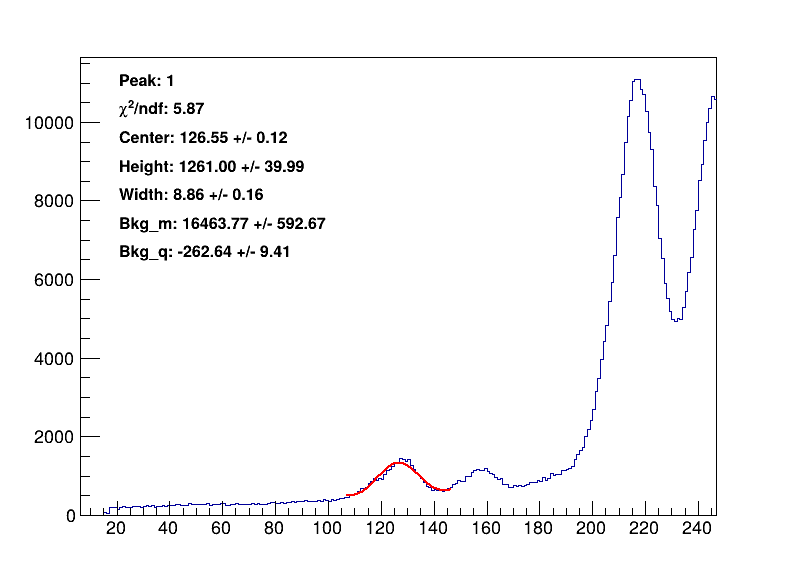 Peak: 1
χ²/ndf: 5.87
Center: 126.55 +/- 0.12
Height: 1261.00 +/- 39.99
Width: 8.86 +/- 0.16
Bkg_m: 16463.77 +/- 592.67
Bkg_q: -262.64 +/- 9.41
10000
8000
6000
4000
2000
0
20 40 60 80 100 120 140 160 180 200 220 240